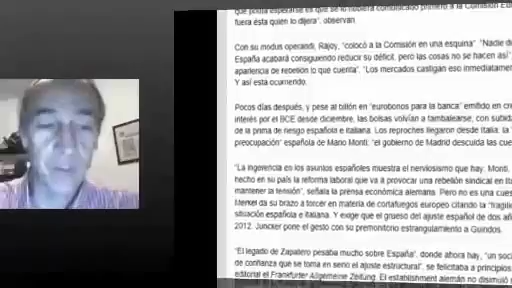 que podía esperarse es que se lo hubiera comunicado primero a la Comisión Eu
fuera ésta quien lo dijera", observan
Con su modus operandi, Rajoy, "colocó a la Comisión en una esquina" "Nadie d
España acabará consiguiendo reducir su déficit, pero las cosas no se hacen así
apariencia de rebelión lo que cuenta". "Los mercados castigan eso inmediatamen
Y así está ocurriendo.
Pocos días después, y pese al billón en "eurobonos para la banca" emitido en cre
interés por el BCE desde diciembre, las bolsas volvían a tambalearse, con subida
de la prima de riesgo española e italiana. Los reproches llegaron desde Italia: la
preocupación" española de Mario Monti: "el gobierno de Madrid descuida las cue
"La ingerencia en los asuntos españoles muestra el nerviosismo que hay. Monti,
hecho en su país la reforma laboral que va a provocar una rebelión sindical en Ita
mantener la tensión", señala la prensa económica alemana. Pero no es una cues
Merkel da su brazo a torcer en materia de cortafuegos europeo citando la "fragilid
situación española e italiana. Y exige que el grueso del ajuste español de dos añ
2012. Juncker pone el gesto con su premonitorio estrangulamiento a Guindos.
"El legado de Zapatero pesaba mucho sobre España", donde ahora hay, "un soci
de confianza que se toma en serio el ajuste estructural", se felicitaba a principios
editorial el Frankfurter Allgemeine Zeitung. El establishment alemán no disimuló